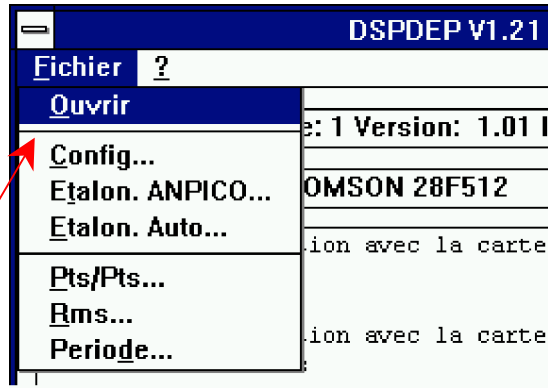 DSPDEP V1.21
Fichier ?
Ouvrir
e: 1 Version: 1.01
Config...
Etalon. ANPICO...
OMSON 28F512
Etalon. Auto...
ion avec la carte
Pts/Pts...
Rms...
ion avec la carte
Periode...